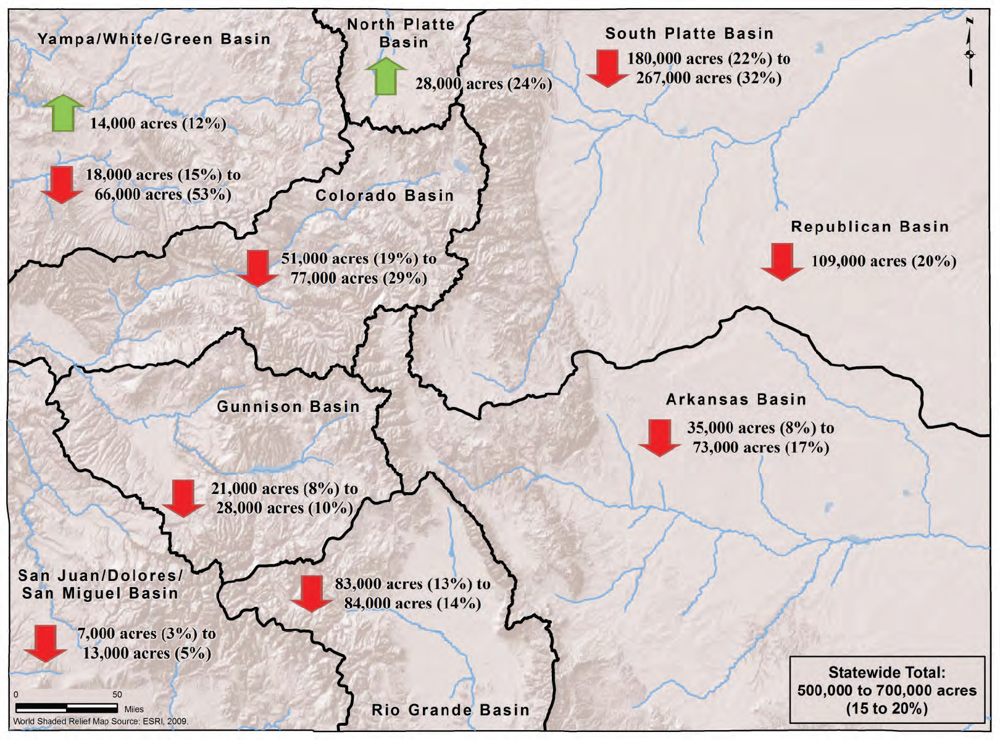 Yampa/White/Green Basin
14,000 acres (12%)
18,000 acres (15%) to
66,000 acres (53%)
North Platte
Basin
28,000 acres (24%)
South Platte Basin
180,000 acres (22%) to
267,000 acres (32%)
N
Colorado Basin
51,000 acres (19%) to
77,000 acres (29%)
Republican Basin
109,000 acres (20%)
Gunnison Basin
21,000 acres (8%) to
28,000 acres (10%)
Arkansas Basin
35,000 acres (8%) to
73,000 acres (17%)
San Juan/Dolores/
San Miguel Basin
7,000 acres (3%) to
13,000 acres (5%)
83,000 acres (13%) to
84,000 acres (14%)
Rio Grande Basin
Statewide Total:
500,000 to 700,000 acres
(15 to 20%)
0 50
Miles
World Shaded Relief Map Source: ESRI, 2009.